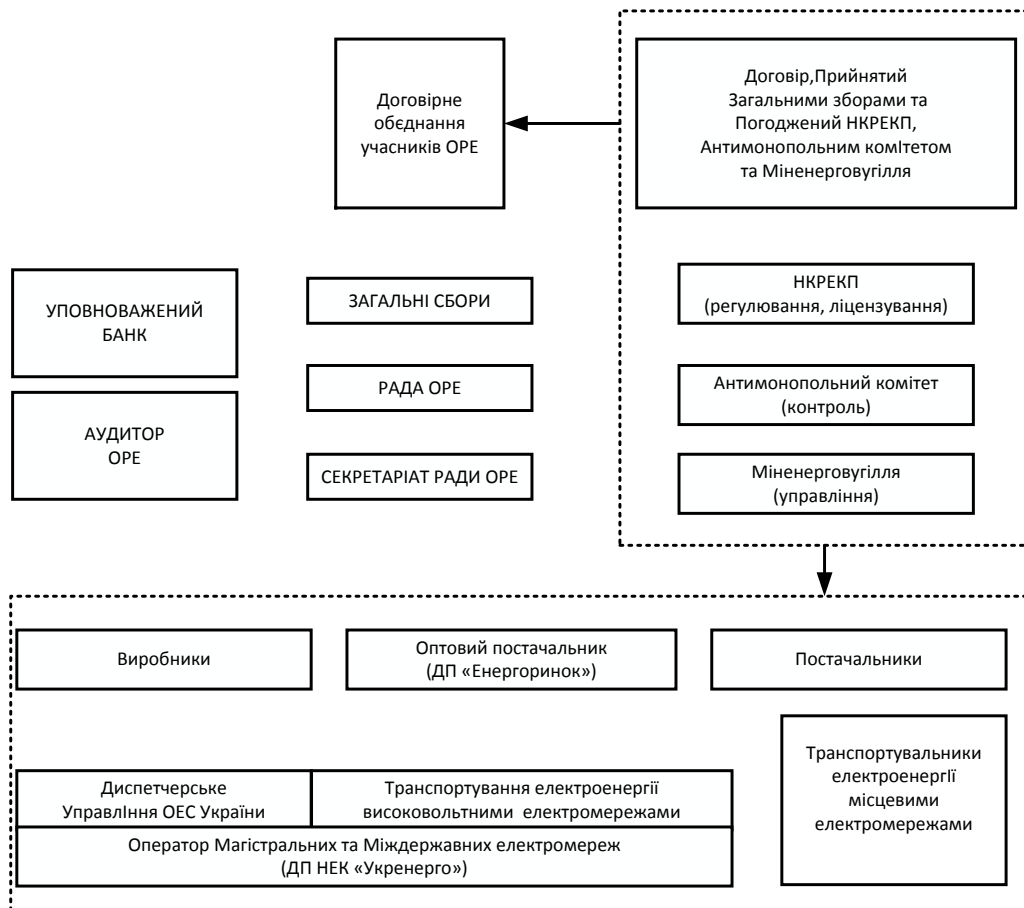 Договірне
обєднання
учасників ОРЕ
Договір,Прийнятий
Загальними зборами та
Погоджений НКРЕКП,
Антимонопольним комІтетом
та Міненерговугілля
УПОВНОВАЖЕНИЙ
БАНК
АУДИТОР
ОРЕ
ЗАГАЛЬНІ СБОРИ
РАДА ОРЕ
СЕКРЕТАРІАТ РАДИ ОРЕ
НКРЕКП
(регулювання, ліцензування)
Антимонопольний комітет
(контроль)
Міненерговугілля
(управління)
Виробники
Оптовий постачальник
(ДП «Енергоринок»)
Постачальники
Диспетчерське
УправлІння ОЕС України
Транспортування електроенергії
високовольтними електромережами
Оператор Магістральних та Міждержавних електромереж
(ДП НЕК «Укренерго»)
Транспортувальники
електроенергІї
місцевими
електромережами